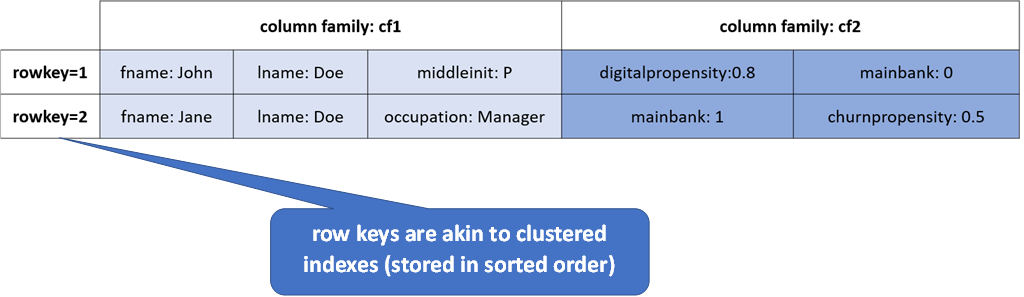 column family: cf1 column family: cf2
rowkey=1 fname: John lname: Doe middleinit: P digitalpropensity:0.8 mainbank: 0
rowkey=2 fname: Jane lname: Doe occupation: Manager mainbank: 1 churnpropensity: 0.5
row keys are akin to clustered
indexes (stored in sorted order)